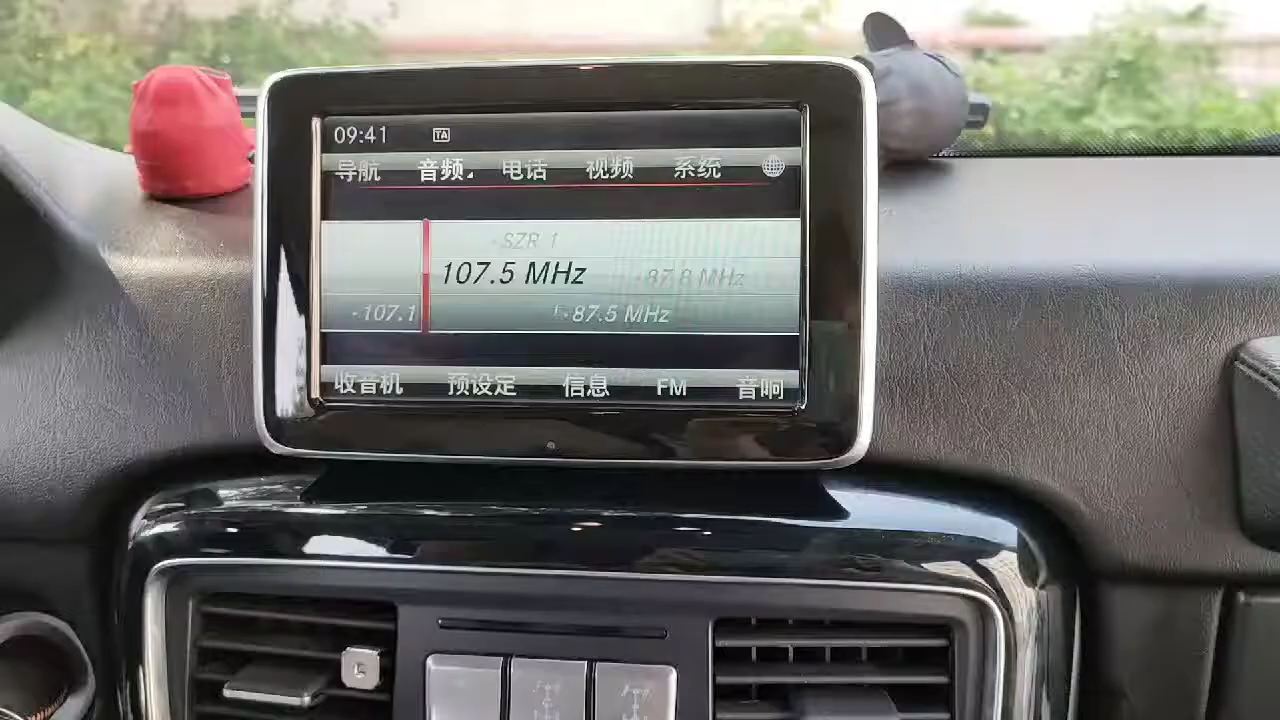 09:41 TA
导航 音频 电话 视频 系统
SZR 1
107.5 MHz 87.8 MHz
107.1 87.5 MHz
收音机 预设定 信息 FM 音响